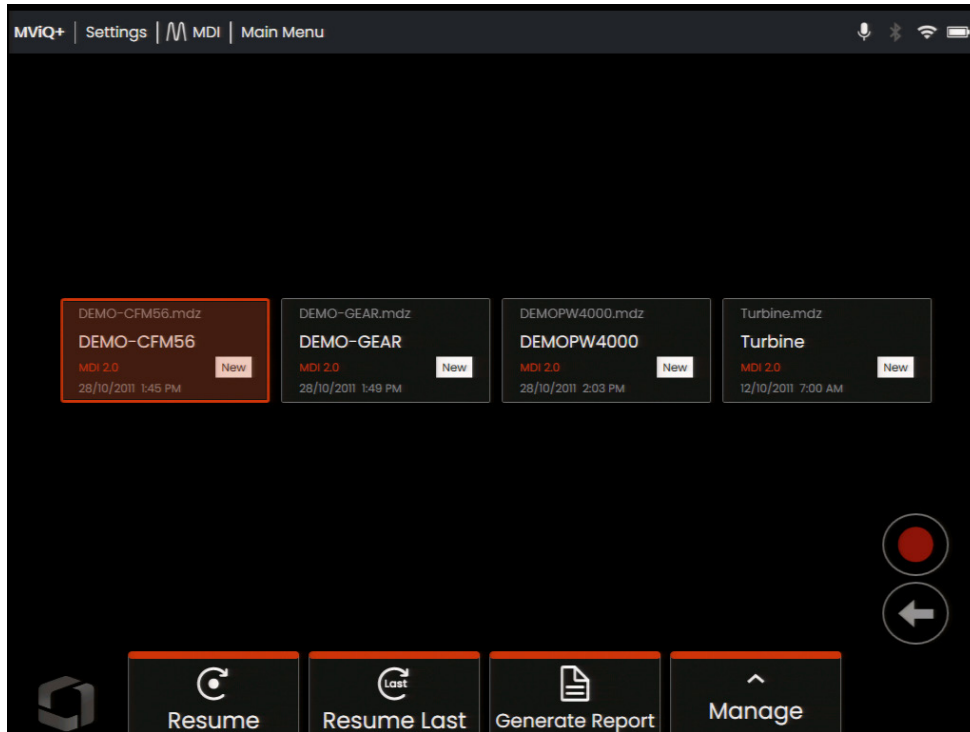 MViQ+ | Settings | MDI | Main Menu
DEMO-CFM56.mdz
DEMO-CFM56
MDI 2.0 New
28/10/2011 1:45 PM
DEMO-GEAR.mdz
DEMO-GEAR
MDI 2.0 New
28/10/2011 1:49 PM
DEMOPW4000.mdz
DEMOPW4000
MDI 2.0 New
28/10/2011 2:03 PM
Turbine.mdz
Turbine
MDI 2.0 New
12/10/2011 7:00 AM
Resume
Last
Resume Last
Generate Report
Manage